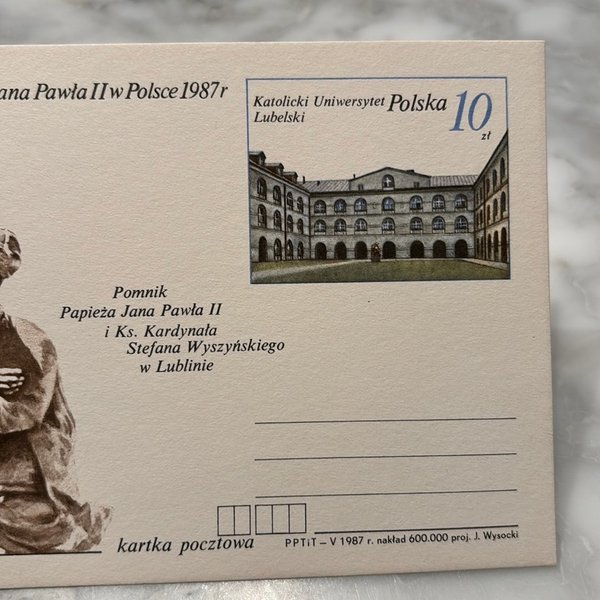 ana Pawła II w Polsce 1987 r
Katolicki Uniwersytet Polska 10
Lubelski zł
Pomnik
Papieża Jana Pawła II
i Ks. Kardynała
Stefana Wyszyńskiego
w Lublinie
kartka pocztowa PPTiT – V 1987 r. nakład 600.000 proj. J. Wysocki